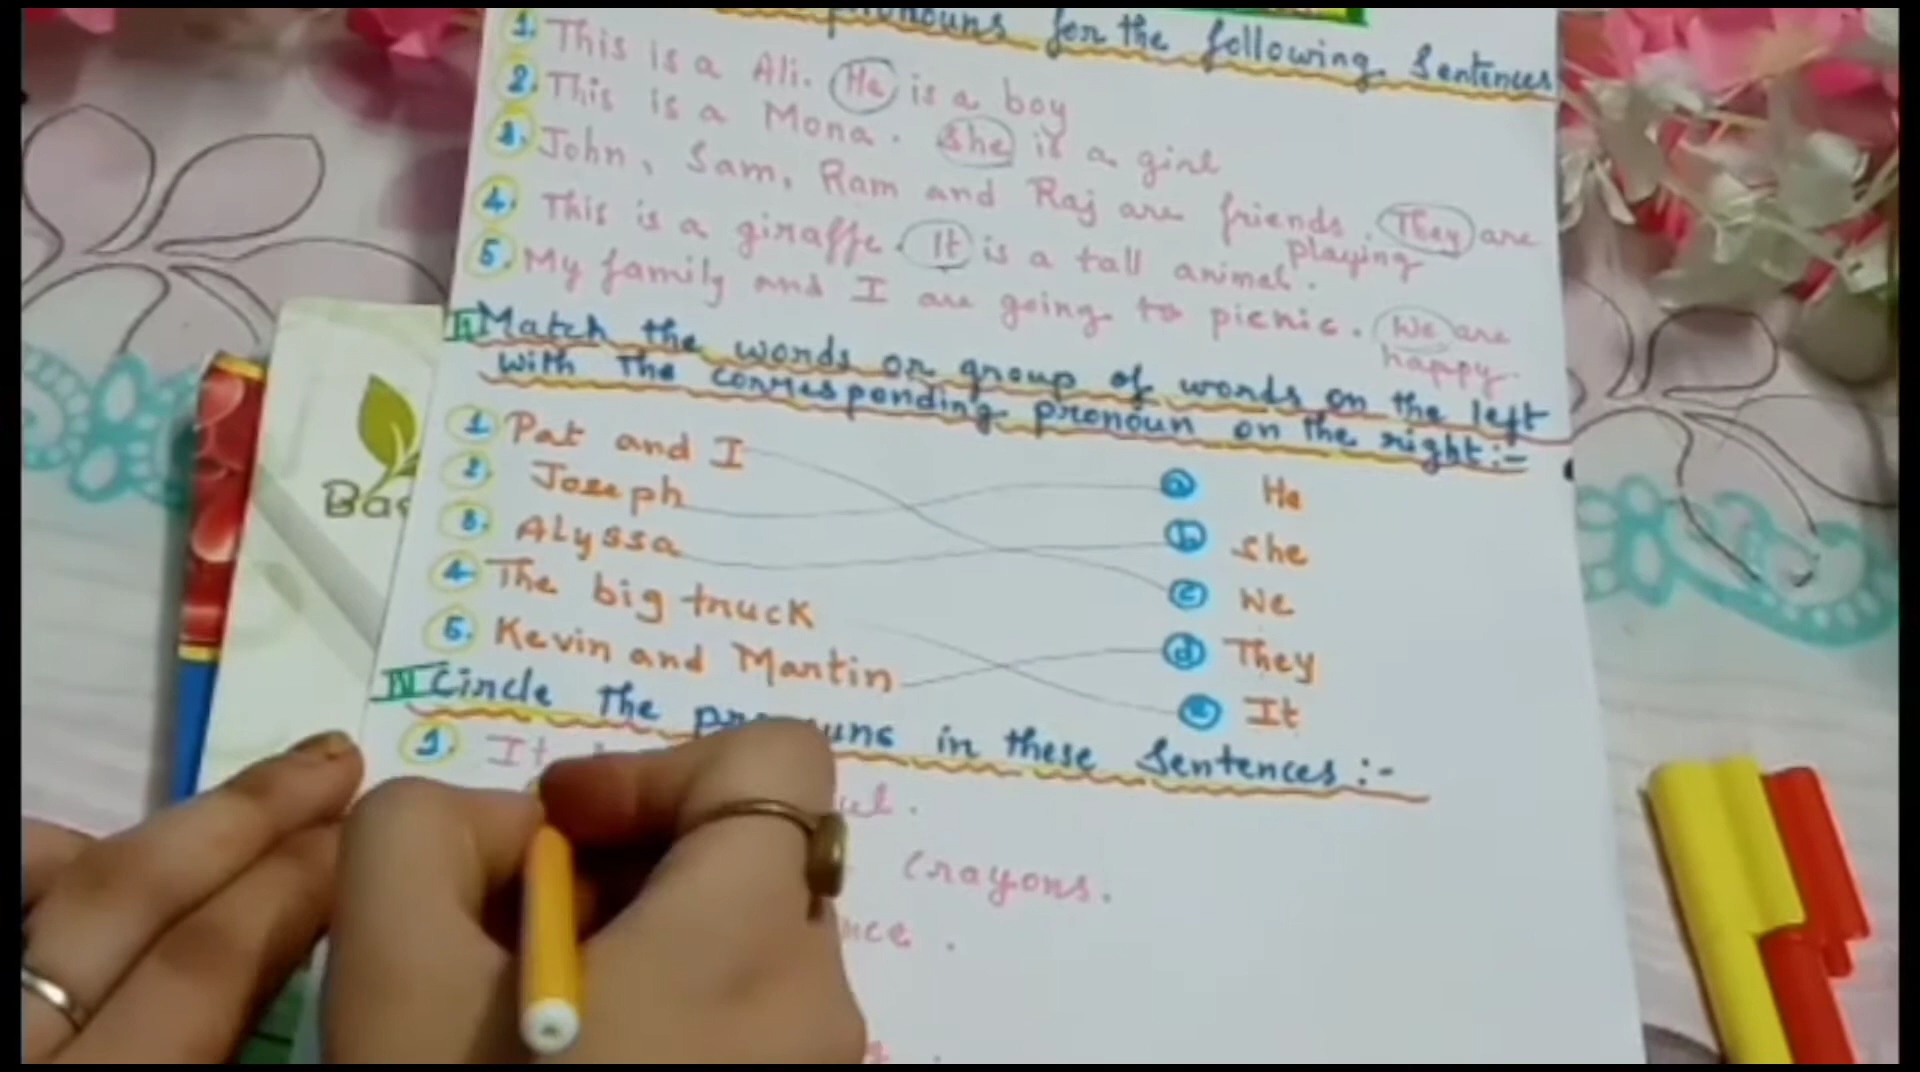 pronouns for the following Sentences
1. This is a Ali. He is a boy
2. This is a Mona. She is a girl
3. John, Sam, Ram and Raj are friends. They are
playing
4. This is a giraffe. It is a tall animal.
5. My family and I are going to picnic. We are
happy.
Match the words or group of words on the left
with the corresponding pronoun on the right:-
1. Pat and I
2. Joseph
3. Alyssa
4. The big truck
5. Kevin and Martin
a He
b She
c We
d They
e It
IV Circle the pronouns in these Sentences:-
1. It
crayons.
Bac